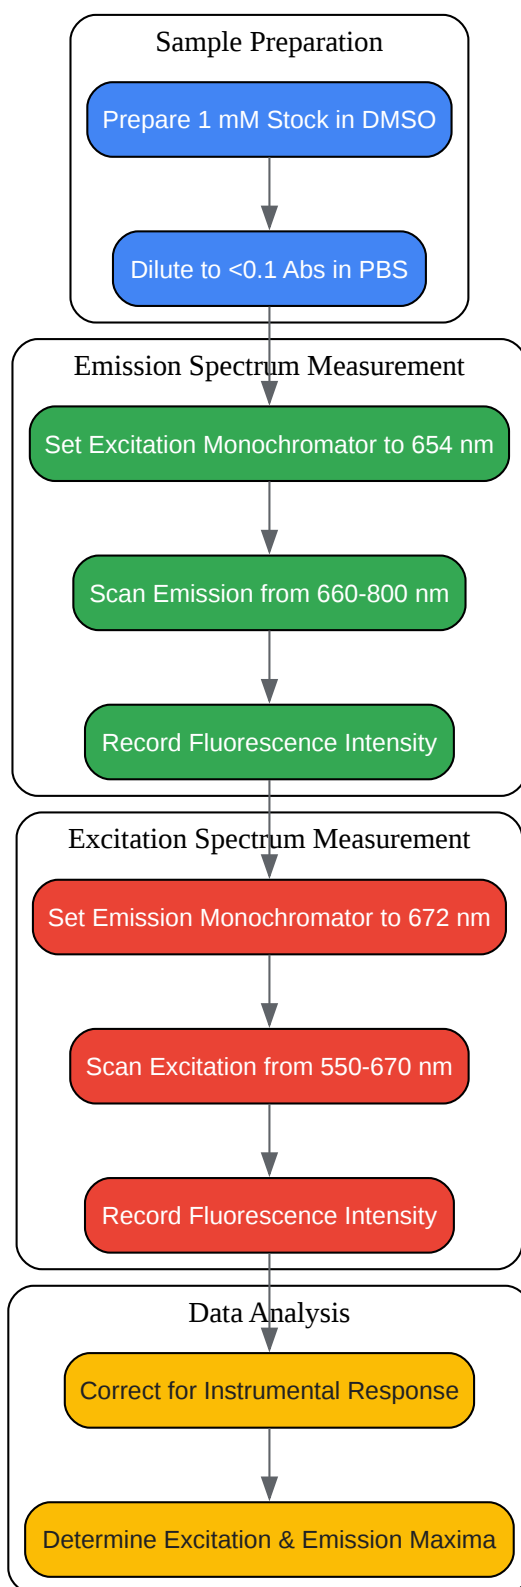 Sample Preparation
Prepare 1 mM Stock in DMSO
Dilute to <0.1 Abs in PBS
Emission Spectrum Measurement
Set Excitation Monochromator to 654 nm
Scan Emission from 660-800 nm
Record Fluorescence Intensity
Excitation Spectrum Measurement
Set Emission Monochromator to 672 nm
Scan Excitation from 550-670 nm
Record Fluorescence Intensity
Data Analysis
Correct for Instrumental Response
Determine Excitation & Emission Maxima